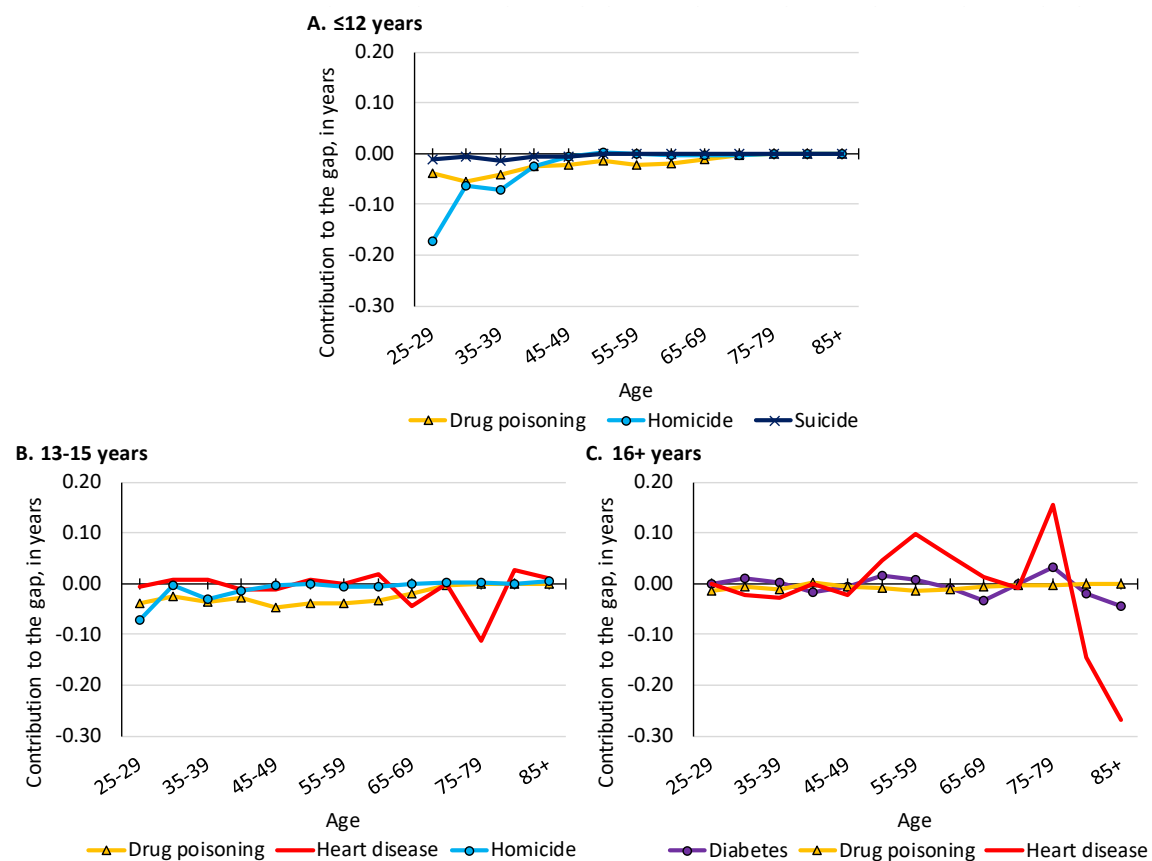 A. ≤12 years
0.20
0.10
0.00
-0.10
-0.20
-0.30
Contribution to the gap, in years
25-29 35-39 45-49 55-59 65-69 75-79 85+
Age
Drug poisoning Homicide Suicide
B. 13-15 years
0.20
0.10
0.00
-0.10
-0.20
-0.30
Contribution to the gap, in years
25-29 35-39 45-49 55-59 65-69 75-79 85+
Age
Drug poisoning Heart disease Homicide
C. 16+ years
0.20
0.10
0.00
-0.10
-0.20
-0.30
Contribution to the gap, in years
25-29 35-39 45-49 55-59 65-69 75-79 85+
Age
Diabetes Drug poisoning Heart disease